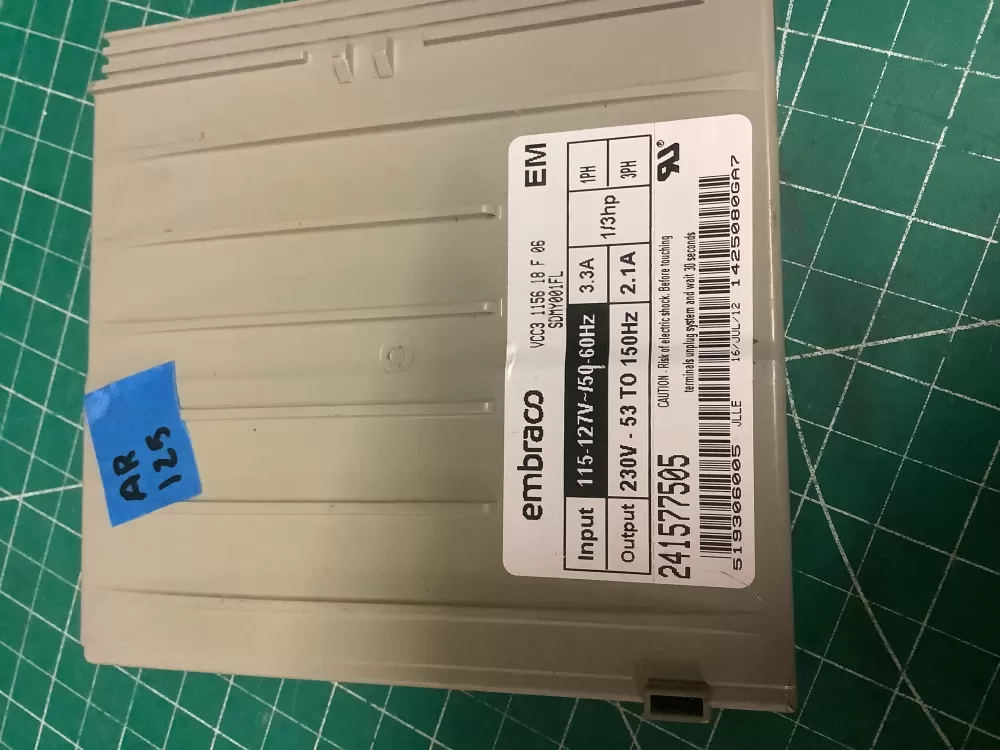 embraco
EM
VCC3 1156 18 F 06
SDMY001FL
Input 115-127V~/50-60Hz 3.3A 1/3hp 1PH
Output 230V - 53 TO 150Hz 2.1A 3PH
241577505
CAUTION - Risk of electric shock. Before touching
terminals unplug system and wait 30 seconds
519306005 JLLE 16/JUL/12 1425080GA7
AR
125